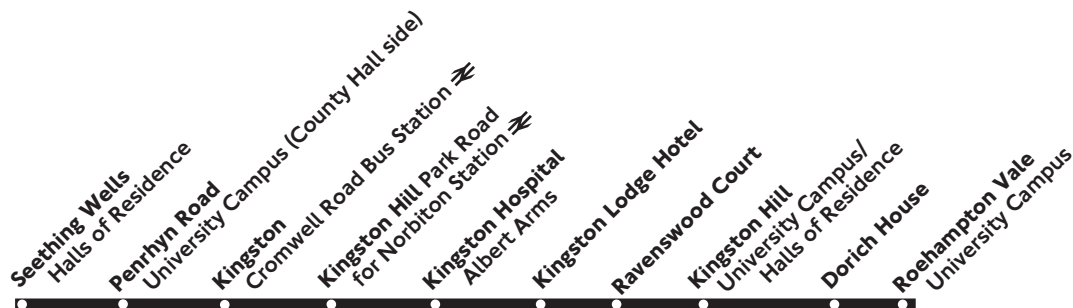 Seething Wells
Halls of Residence
Penrhyn Road
University Campus (County Hall side)
Kingston
Cromwell Road Bus Station
Kingston Hill Park Road
for Norbiton Station
Kingston Hospital
Albert Arms
Kingston Lodge Hotel
Ravenswood Court
Kingston Hill
University Campus/
Halls of Residence
Dorich House
Roehampton Vale
University Campus